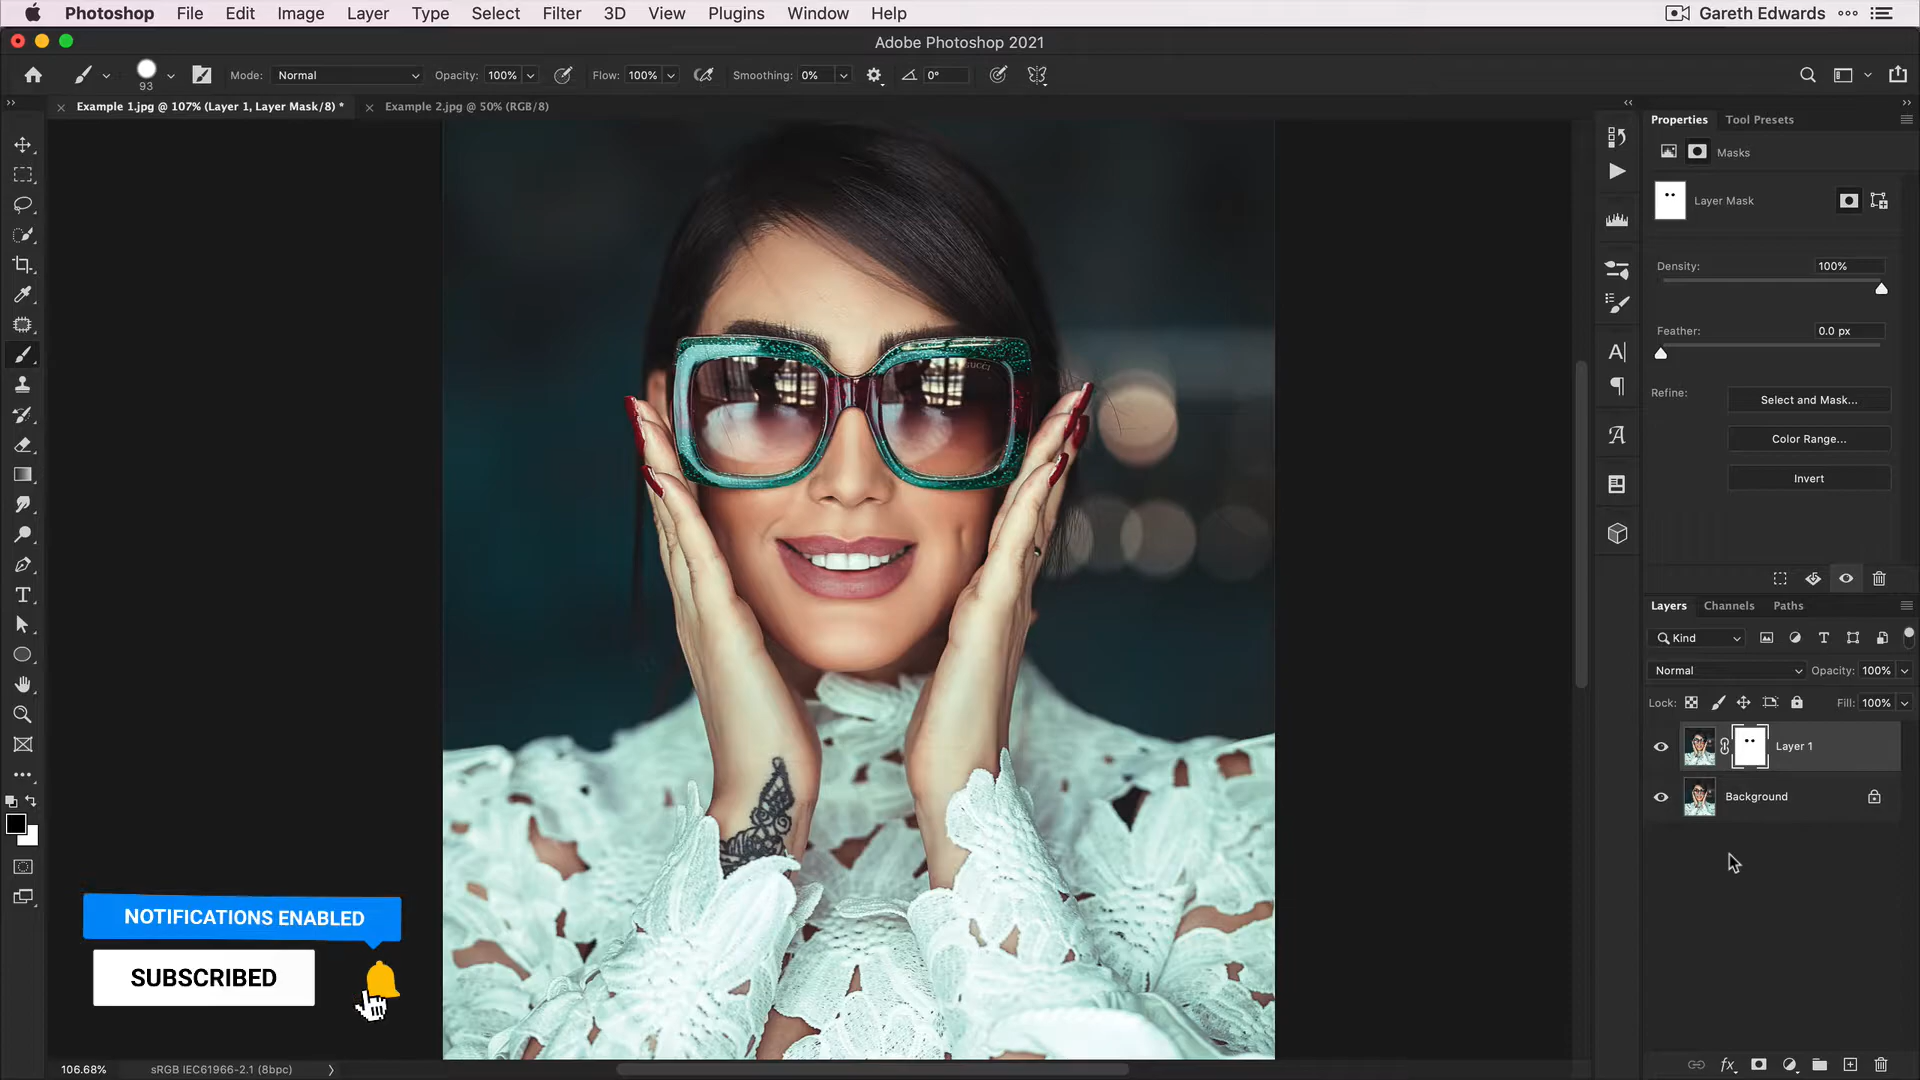 Photoshop File Edit Image Layer Type Select Filter 3D View Plugins Window Help Gareth Edwards
Adobe Photoshop 2021
93 Mode: Normal Opacity: 100% Flow: 100% Smoothing: 0% 0°
Example 1.jpg @ 107% (Layer 1, Layer Mask/8) * Example 2.jpg @ 50% (RGB/8)
Properties Tool Presets
Masks
Layer Mask
Density: 100%
Feather: 0.0 px
Refine: Select and Mask...
Color Range...
Invert
GUCCI
Layers Channels Paths
Kind
Normal Opacity: 100%
Lock: Fill: 100%
Layer 1
Background
NOTIFICATIONS ENABLED
SUBSCRIBED
106.68% sRGB IEC61966-2.1 (8bpc)